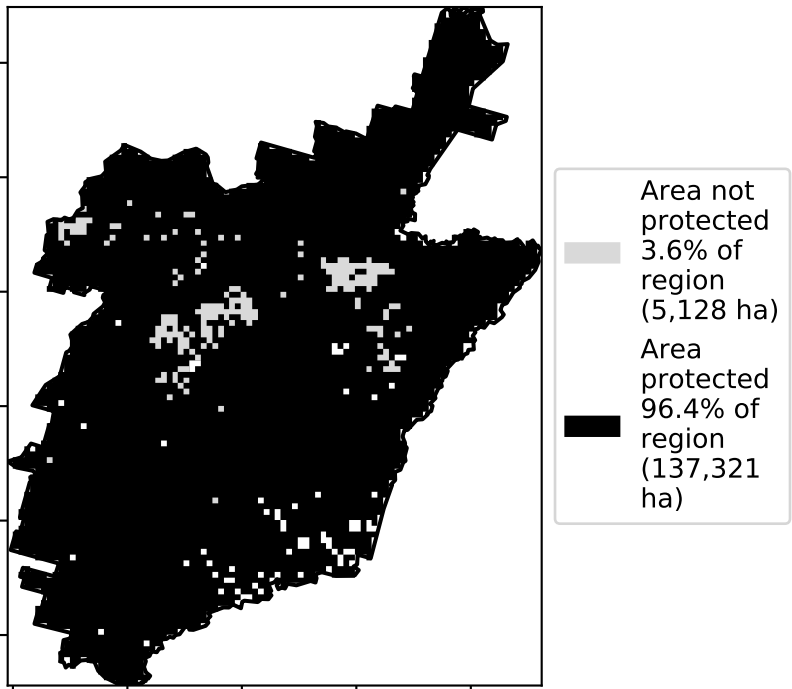 Area not
protected
3.6% of
region
(5,128 ha)
Area
protected
96.4% of
region
(137,321
ha)